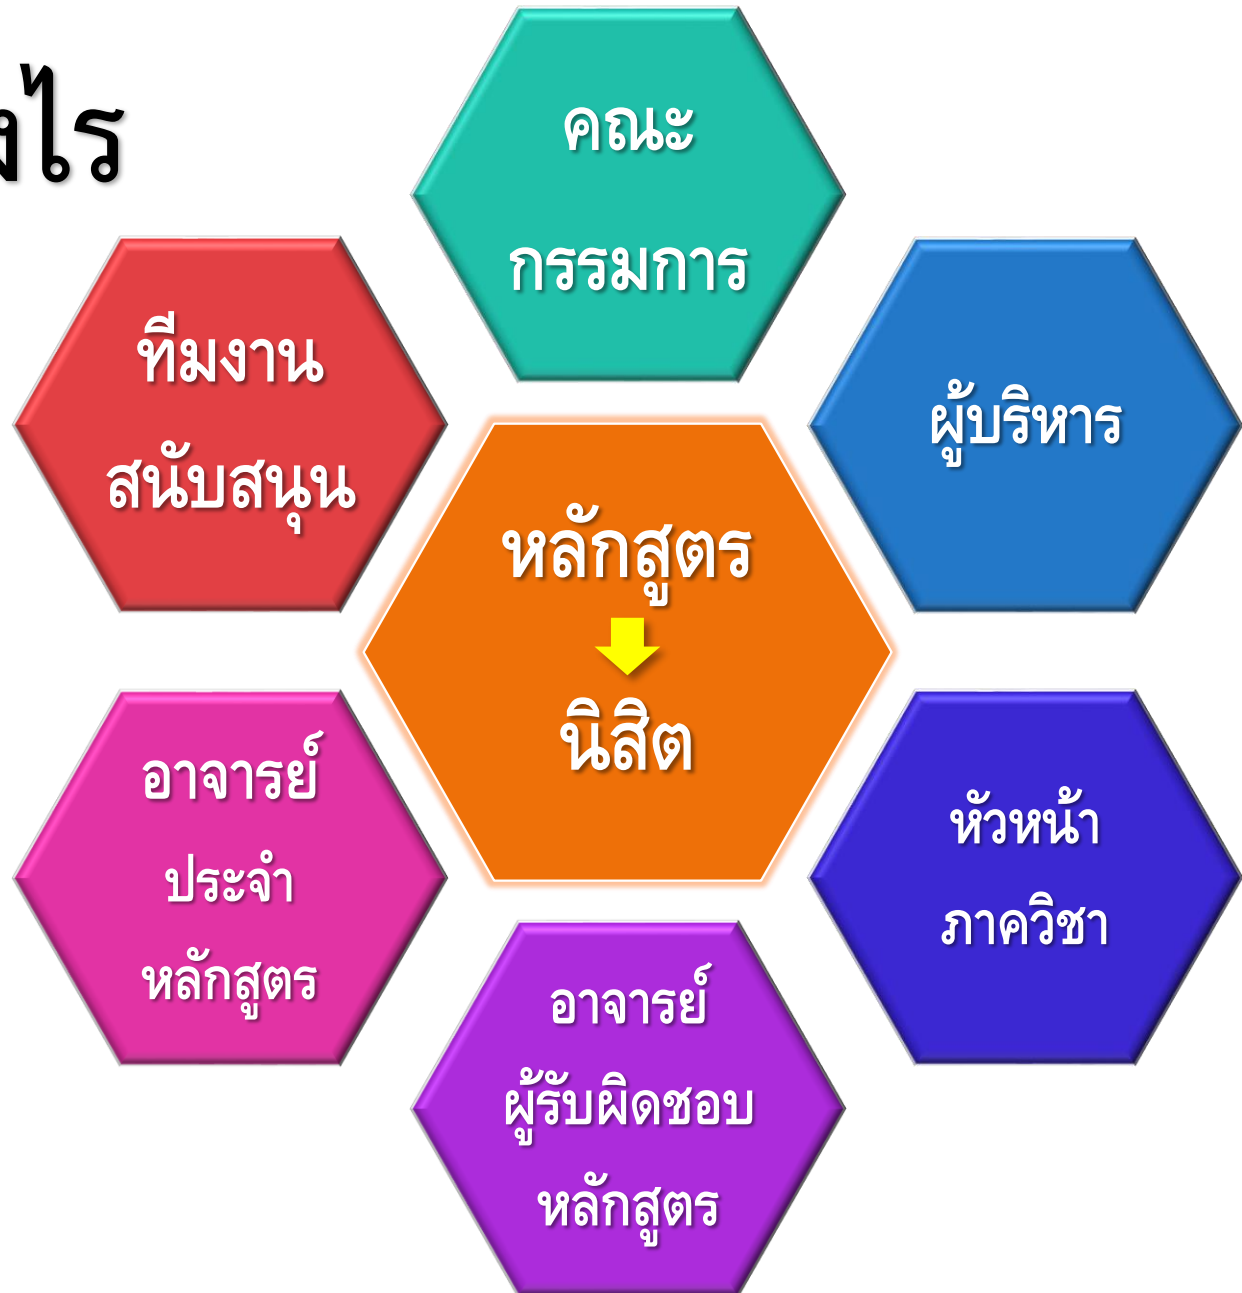 งไร
คณะ
กรรมการ
ทีมงาน
สนับสนุน
ผู้บริหาร
หลักสูตร
นิสิต
อาจารย์
ประจำ
หลักสูตร
หัวหน้า
ภาควิชา
อาจารย์
ผู้รับผิดชอบ
หลักสูตร